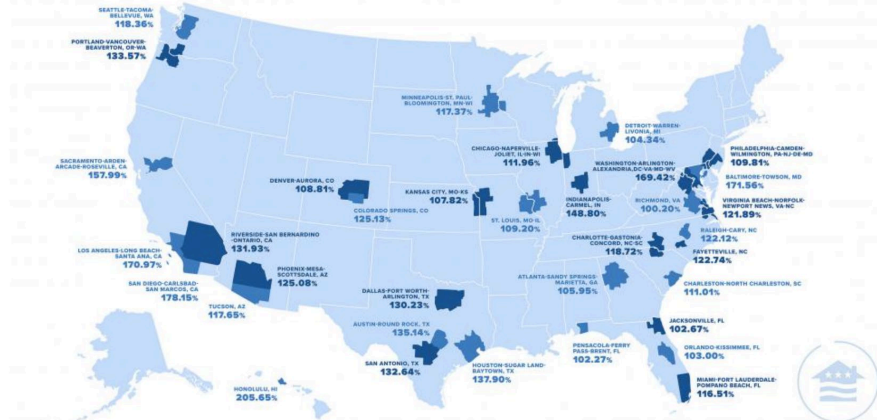 SEATTLE-TACOMA-
BELLEVUE, WA
118.36%
PORTLAND-VANCOUVER-
BEAVERTON, OR-WA
133.57%
MINNEAPOLIS-ST. PAUL-
BLOOMINGTON, MN-WI
117.37%
DETROIT-WARREN-
LIVONIA, MI
104.34%
CHICAGO-NAPERVILLE-
JOLIET, IL-IN-WI
111.96%
PHILADELPHIA-CAMDEN-
WILMINGTON, PA-NJ-DE-MD
109.81%
SACRAMENTO-ARDEN-
ARCADE-ROSEVILLE, CA
157.99%
WASHINGTON-ARLINGTON-
ALEXANDRIA,DC-VA-MD-WV
169.42%
BALTIMORE-TOWSON, MD
171.56%
DENVER-AURORA, CO
108.81%
KANSAS CITY, MO-KS
107.82%
COLORADO SPRINGS, CO
125.13%
ST. LOUIS, MO-IL
109.20%
INDIANAPOLIS-
CARMEL, IN
148.80%
RICHMOND, VA
100.20%
VIRGINIA BEACH-NORFOLK-
NEWPORT NEWS, VA-NC
121.89%
RIVERSIDE-SAN BERNARDINO
-ONTARIO, CA
131.93%
CHARLOTTE-GASTONIA-
CONCORD, NC-SC
118.72%
RALEIGH-CARY, NC
122.12%
LOS ANGELES-LONG BEACH-
SANTA ANA, CA
170.97%
FAYETTEVILLE, NC
122.74%
PHOENIX-MESA-
SCOTTSDALE, AZ
125.08%
SAN DIEGO-CARLSBAD-
SAN MARCOS, CA
178.15%
DALLAS-FORT WORTH-
ARLINGTON, TX
130.23%
ATLANTA-SANDY SPRINGS-
MARIETTA, GA
105.95%
CHARLESTON-NORTH CHARLESTON, SC
111.01%
TUCSON, AZ
117.65%
AUSTIN-ROUND ROCK, TX
135.14%
JACKSONVILLE, FL
102.67%
PENSACOLA-FERRY
PASS-BRENT, FL
102.27%
ORLANDO-KISSIMMEE, FL
103.00%
SAN ANTONIO, TX
132.64%
HOUSTON-SUGAR LAND-
BAYTOWN, TX
137.90%
HONOLULU, HI
205.65%
MIAMI-FORT LAUDERDALE-
POMPANO BEACH, FL
116.51%